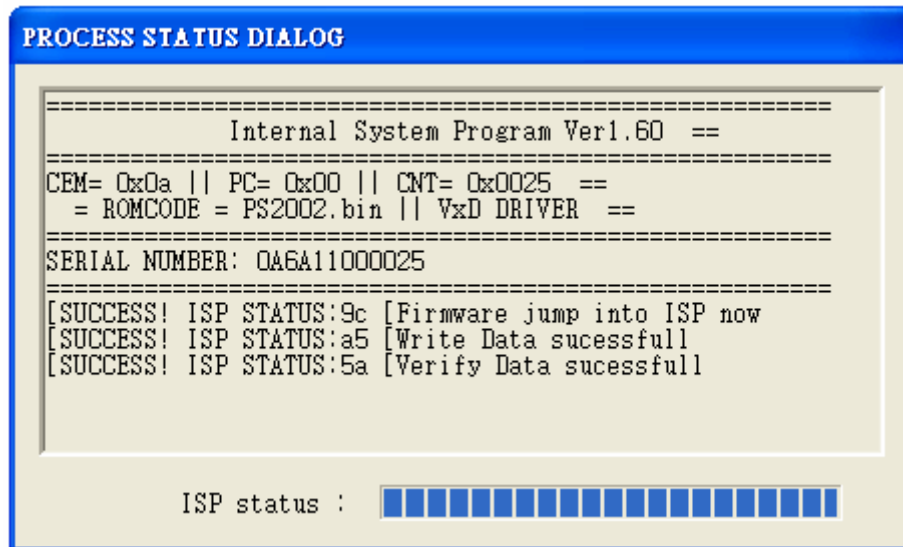 PROCESS STATUS DIALOG
========================================================
Internal System Program Ver1.60 ==
========================================================
CEM= 0x0a || PC= 0x00 || CNT= 0x0025 ==
= ROMCODE = PS2002.bin || VxD DRIVER ==
========================================================
SERIAL NUMBER: 0A6A11000025
========================================================
[SUCCESS! ISP STATUS:9c [Firmware jump into ISP now
[SUCCESS! ISP STATUS:a5 [Write Data sucessfull
[SUCCESS! ISP STATUS:5a [Verify Data sucessfull
ISP status :